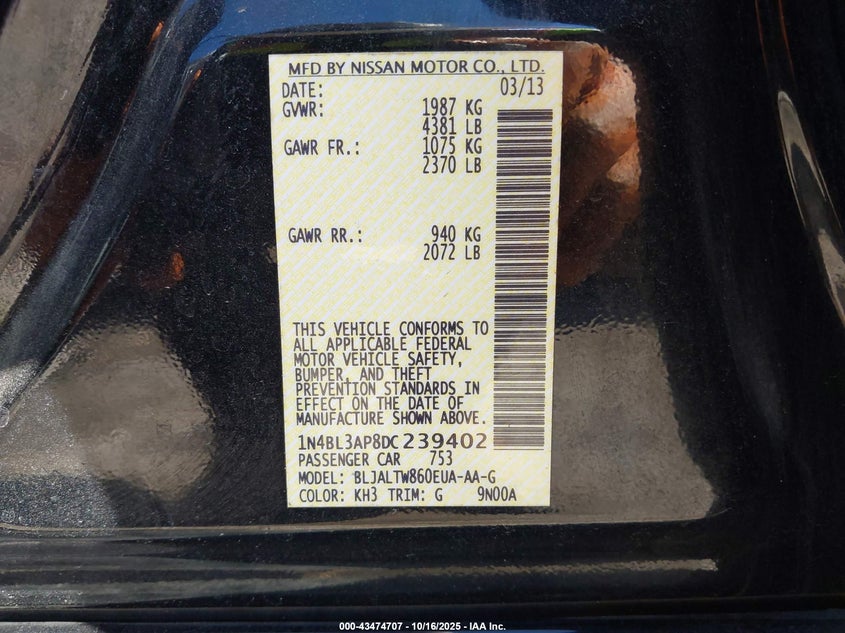 MFD BY NISSAN MOTOR CO., LTD.
DATE: 03/13
GVWR: 1987 KG
4381 LB
GAWR FR.: 1075 KG
2370 LB
GAWR RR.: 940 KG
2072 LB
THIS VEHICLE CONFORMS TO
ALL APPLICABLE FEDERAL
MOTOR VEHICLE SAFETY,
BUMPER, AND THEFT
PREVENTION STANDARDS IN
EFFECT ON THE DATE OF
MANUFACTURE SHOWN ABOVE.
1N4BL3AP8DC239402
PASSENGER CAR 753
MODEL: BLJALTW860EUA-AA-G
COLOR: KH3 TRIM: G 9N00A
000-43474707 - 10/16/2025 - IAA Inc.